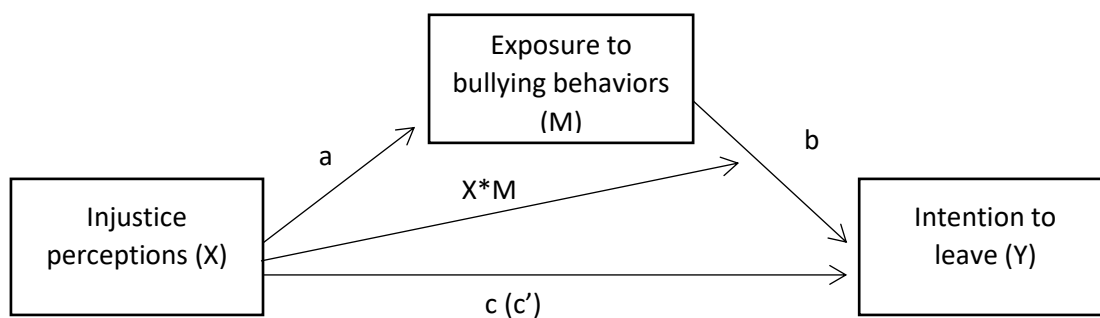 Exposure to
bullying behaviors
(M)
a
b
X*M
Injustice
perceptions (X)
Intention to
leave (Y)
c (c’)